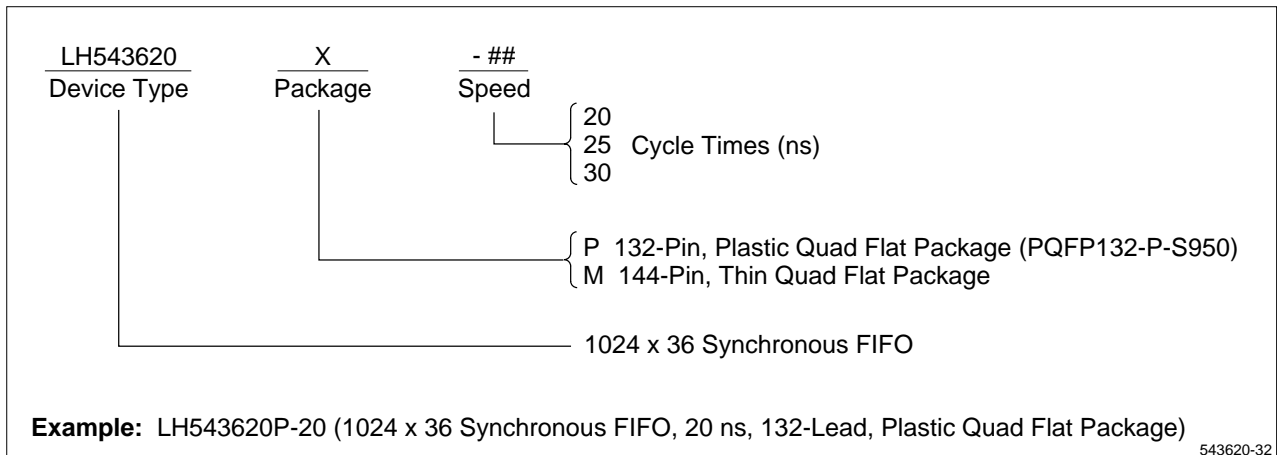 LH543620 X - ##
Device Type Package Speed
20
25 Cycle Times (ns)
30
P 132-Pin, Plastic Quad Flat Package (PQFP132-P-S950)
M 144-Pin, Thin Quad Flat Package
1024 x 36 Synchronous FIFO
Example: LH543620P-20 (1024 x 36 Synchronous FIFO, 20 ns, 132-Lead, Plastic Quad Flat Package)
543620-32